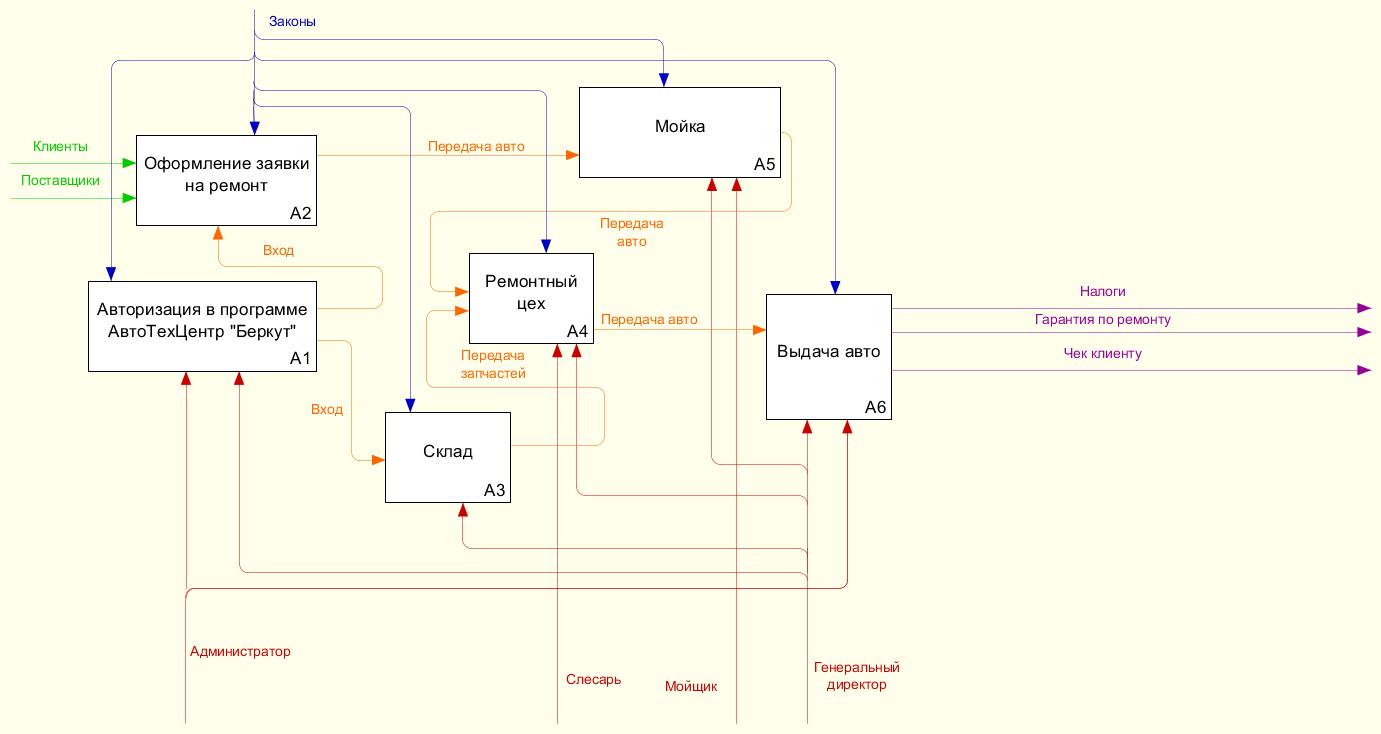 Законы
Мойка
A5
Клиенты
Поставщики
Оформление заявки
на ремонт
A2
Передача авто
Передача
авто
Вход
Авторизация в программе
АвтоТехЦентр "Беркут"
A1
Ремонтный
цех
A4
Передача авто
Выдача авто
A6
Налоги
Гарантия по ремонту
Чек клиенту
Передача
запчастей
Вход
Склад
A3
Администратор
Слесарь
Мойщик
Генеральный
директор